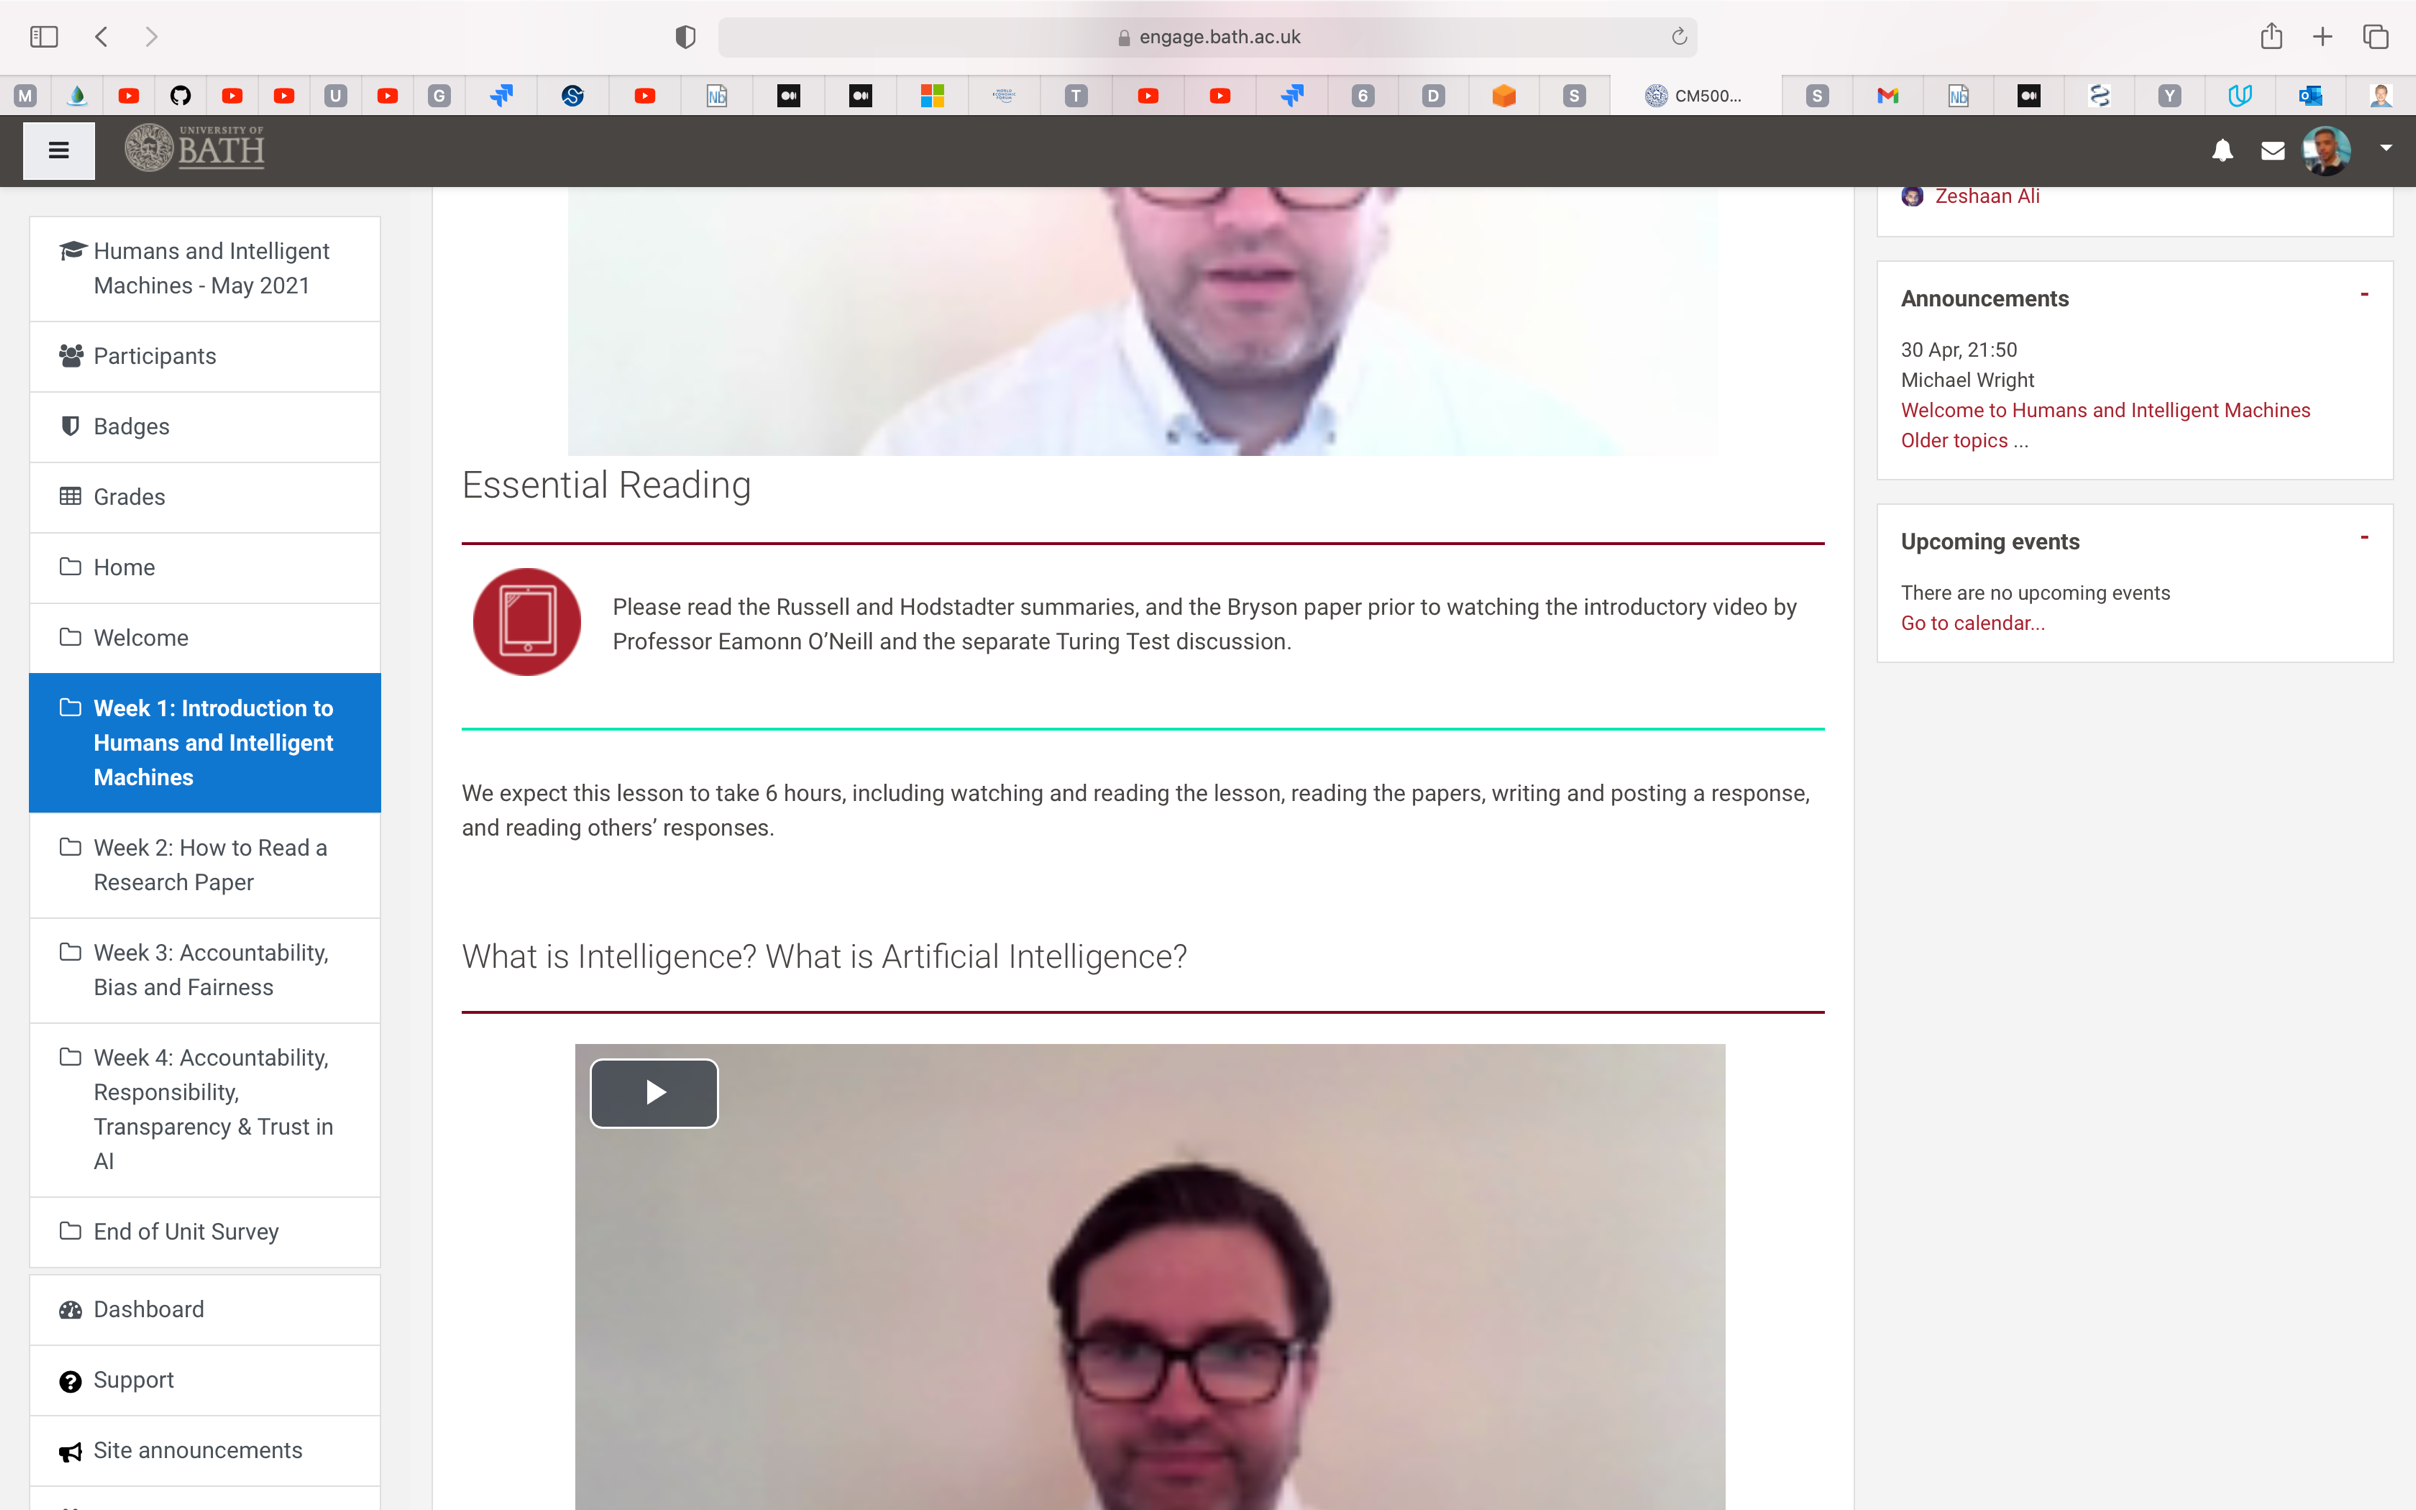 engage.bath.ac.uk
M
U
G
Nb
T
6
D
S
CM500...
S
Nb
Y
UNIVERSITY OF
BATH
Humans and Intelligent
Machines - May 2021
Participants
Badges
Grades
Home
Welcome
Week 1: Introduction to
Humans and Intelligent
Machines
Week 2: How to Read a
Research Paper
Week 3: Accountability,
Bias and Fairness
Week 4: Accountability,
Responsibility,
Transparency & Trust in
AI
End of Unit Survey
Dashboard
Support
Site announcements
Essential Reading
Please read the Russell and Hodstadter summaries, and the Bryson paper prior to watching the introductory video by
Professor Eamonn O’Neill and the separate Turing Test discussion.
We expect this lesson to take 6 hours, including watching and reading the lesson, reading the papers, writing and posting a response,
and reading others’ responses.
What is Intelligence? What is Artificial Intelligence?
Zeshaan Ali
Announcements
30 Apr, 21:50
Michael Wright
Welcome to Humans and Intelligent Machines
Older topics ...
Upcoming events
There are no upcoming events
Go to calendar...